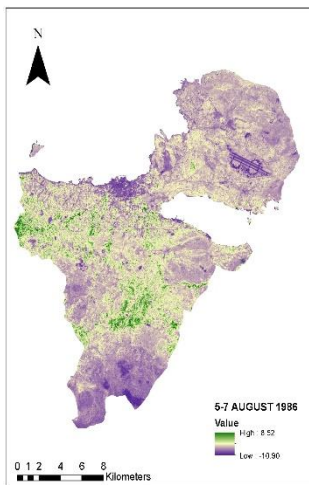 N
5-7 AUGUST 1986
Value
High : 8.52
Low : -10.90
0 1 2 4 6 8
Kilometers